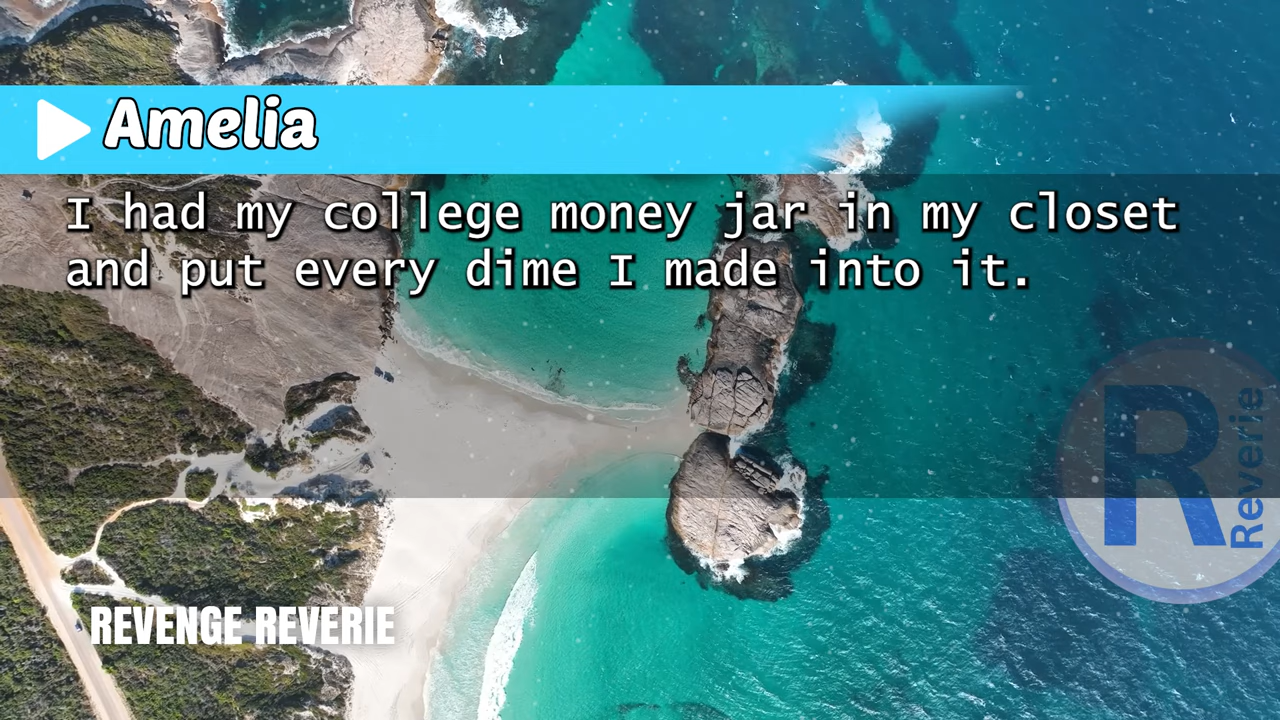 Amelia
I had my college money jar in my closet
and put every dime I made into it.
R
Reverie
REVENGE REVERIE